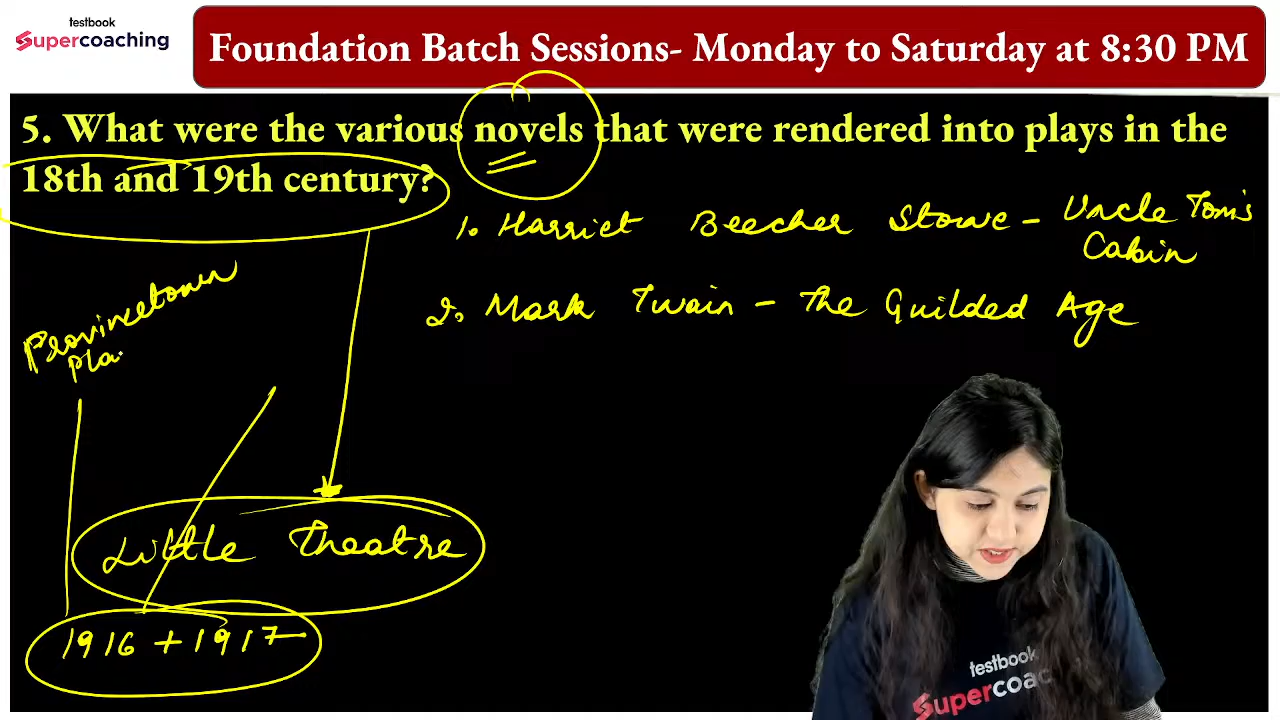 testbook
Supercoaching
Foundation Batch Sessions- Monday to Saturday at 8:30 PM
5. What were the various novels that were rendered into plays in the
18th and 19th century?
1. Harriet Beecher Stowe - Uncle Tom's
Cabin
2. Mark Twain - The Guilded Age
Provincetown
Pla
Little Theatre
1916 + 1917
testbook
Supercoac